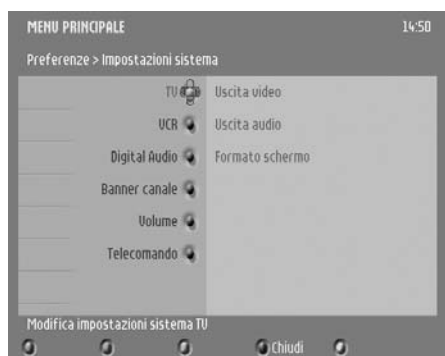 MENU PRINCIPALE 14:50
Preferenze > Impostazioni sistema
TV Uscita video
VCR Uscita audio
Digital Audio Formato schermo
Banner canale
Volume
Telecomando
Modifica impostazioni sistema TV
Chiudi